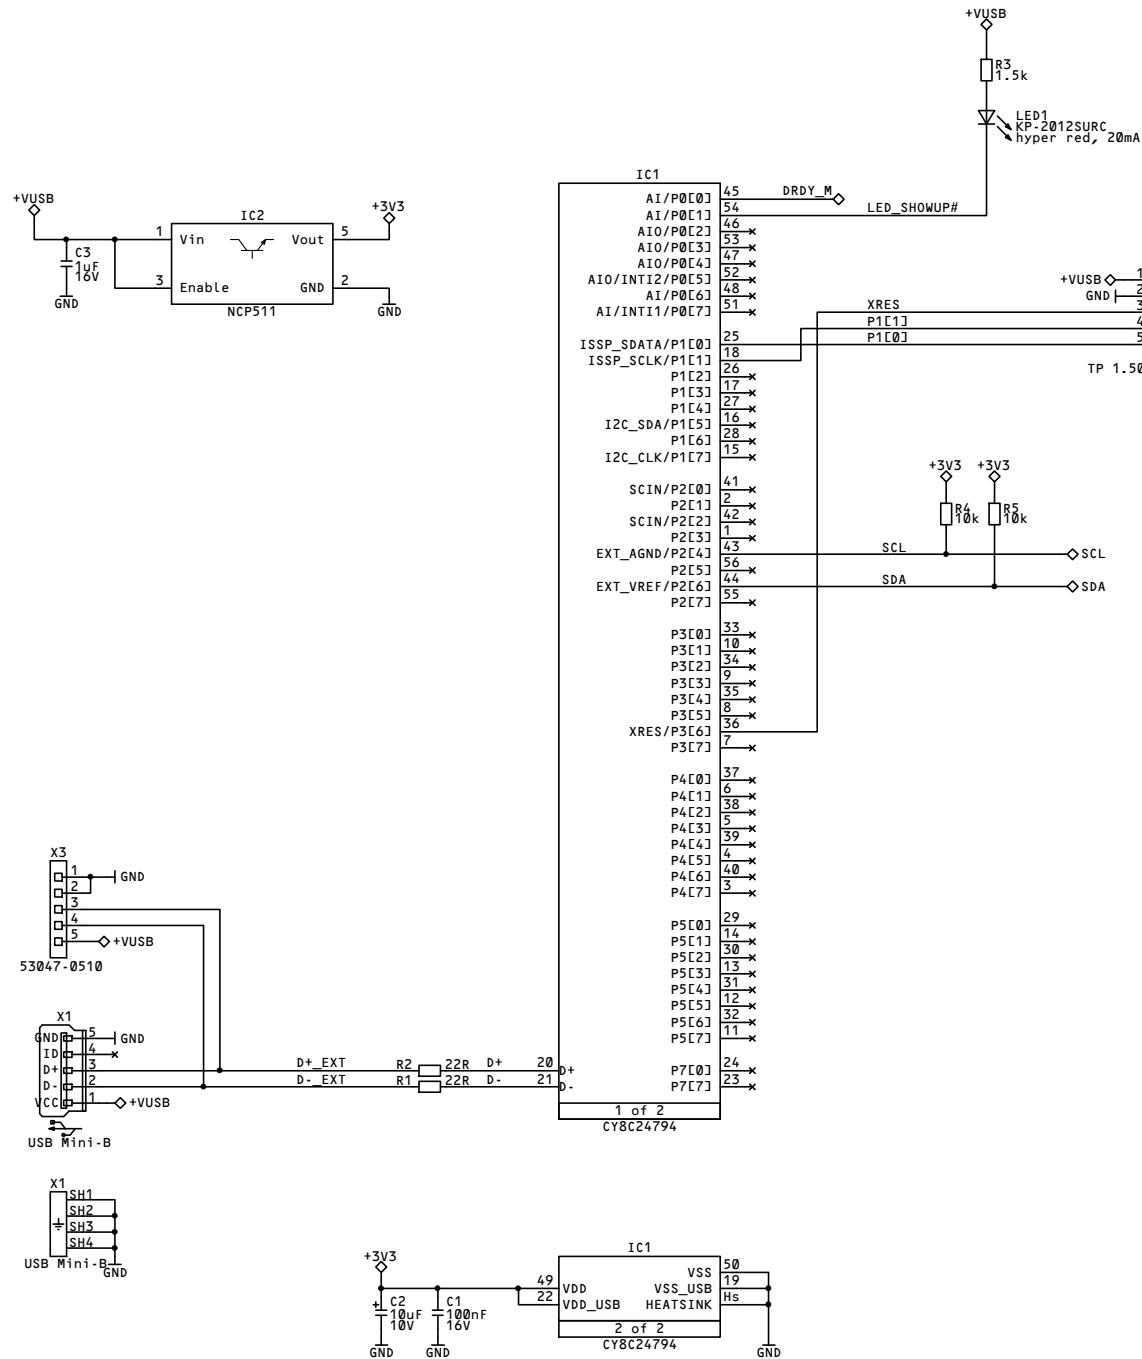 +VUSB
R3
1.5k
LED1
KP-2012SURC
hyper red, 20mA
+VUSB
IC2
+3V3
1 Vin Vout 5
C3
1uF
16V
3 Enable GND 2
GND
NCP511
GND
IC1
AI/P0[0] 45 DRDY_M
AI/P0[1] 54 LED_SHOWUP#
AIO/P0[2] 46
AIO/P0[3] 53
AIO/P0[4] 47
AIO/INTI2/P0[5] 52
AI/P0[6] 48
AI/INTI1/P0[7] 51
+VUSB 1
GND 2
XRES 3
P1[1] 4
P1[0] 5
TP 1.50
ISSP_SDATA/P1[0] 25
ISSP_SCLK/P1[1] 18
P1[2] 26
P1[3] 17
P1[4] 27
I2C_SDA/P1[5] 16
P1[6] 28
I2C_CLK/P1[7] 15
+3V3 +3V3
R4
10k
R5
10k
SCIN/P2[0] 41
P2[1] 2
SCIN/P2[2] 42
P2[3] 1
EXT_AGND/P2[4] 43 SCL SCL
P2[5] 56
EXT_VREF/P2[6] 44 SDA SDA
P2[7] 55
P3[0] 33
P3[1] 10
P3[2] 34
P3[3] 9
P3[4] 35
P3[5] 8
XRES/P3[6] 36
P3[7] 7
P4[0] 37
P4[1] 6
P4[2] 38
P4[3] 5
P4[4] 39
P4[5] 4
P4[6] 40
P4[7] 3
P5[0] 29
P5[1] 14
P5[2] 30
P5[3] 13
P5[4] 31
P5[5] 12
P5[6] 32
P5[7] 11
P7[0] 24
P7[7] 23
X3
1 GND
2
3
4
5 +VUSB
53047-0510
X1
GND 5 GND
ID 4
D+ 3 D+_EXT R2 22R D+ 20 D+
D- 2 D-_EXT R1 22R D- 21 D-
VCC 1 +VUSB
USB Mini-B
1 of 2
CY8C24794
X1
SH1
SH2
SH3
SH4
USB Mini-B
GND
+3V3
C2
10uF
10V
GND
C1
100nF
16V
GND
IC1
49 VDD VSS 50
22 VDD_USB VSS_USB 19
HEATSINK Hs
2 of 2
CY8C24794
GND